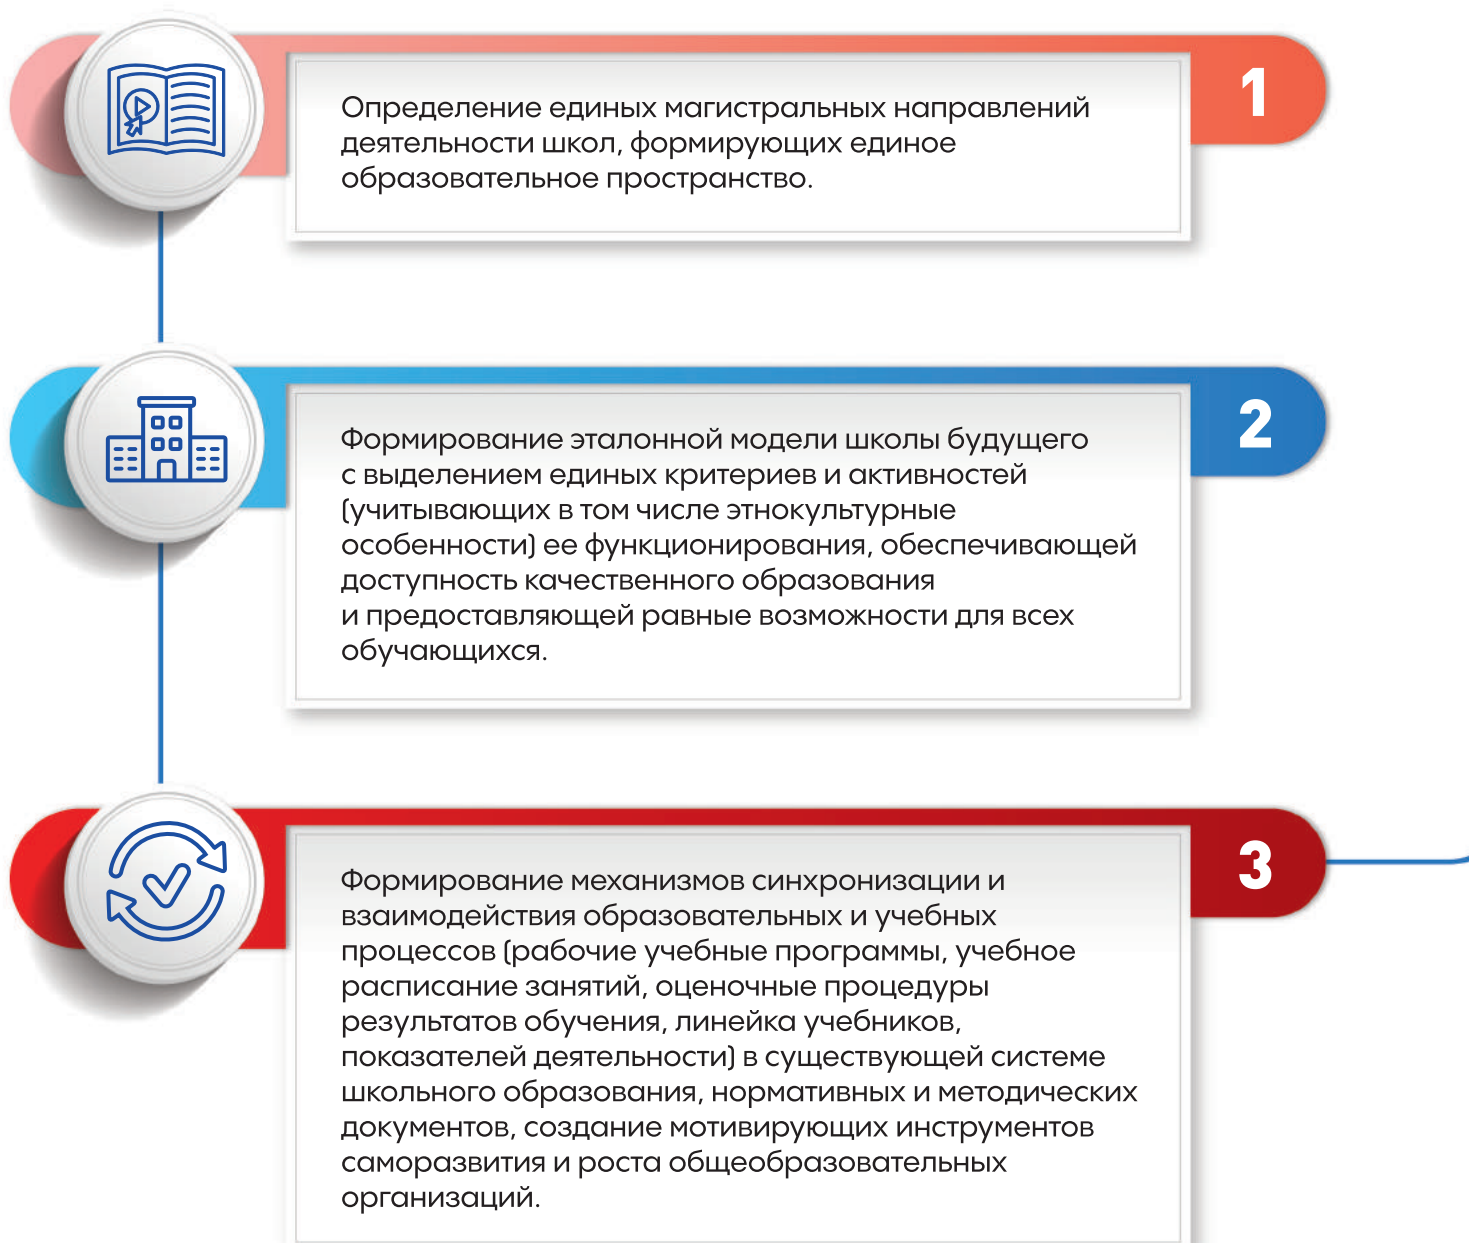 1
Определение единых магистральных направлений
деятельности школ, формирующих единое
образовательное пространство.
2
Формирование эталонной модели школы будущего
с выделением единых критериев и активностей
(учитывающих в том числе этнокультурные
особенности) ее функционирования, обеспечивающей
доступность качественного образования
и предоставляющей равные возможности для всех
обучающихся.
3
Формирование механизмов синхронизации и
взаимодействия образовательных и учебных
процессов (рабочие учебные программы, учебное
расписание занятий, оценочные процедуры
результатов обучения, линейка учебников,
показателей деятельности) в существующей системе
школьного образования, нормативных и методических
документов, создание мотивирующих инструментов
саморазвития и роста общеобразовательных
организаций.